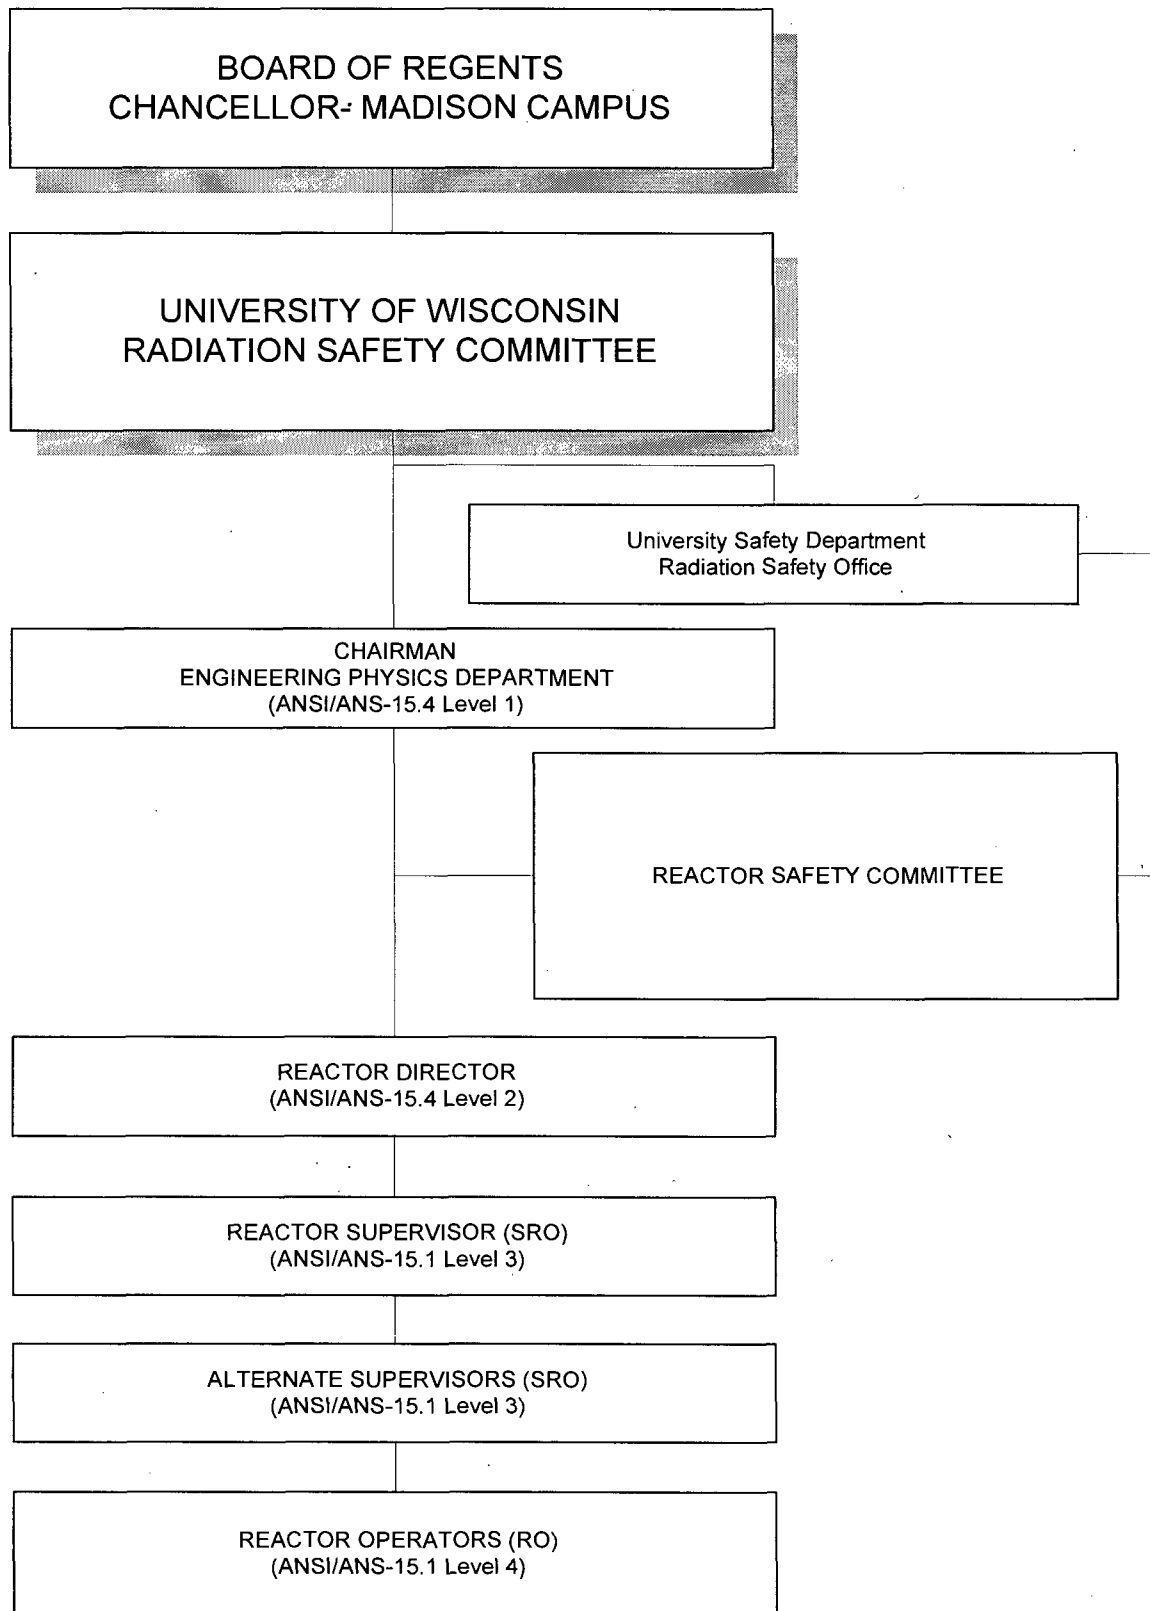 BOARD OF REGENTS
CHANCELLOR- MADISON CAMPUS
UNIVERSITY OF WISCONSIN
RADIATION SAFETY COMMITTEE
University Safety Department
Radiation Safety Office
CHAIRMAN
ENGINEERING PHYSICS DEPARTMENT
(ANSI/ANS-15.4 Level 1)
REACTOR SAFETY COMMITTEE
REACTOR DIRECTOR
(ANSI/ANS-15.4 Level 2)
REACTOR SUPERVISOR (SRO)
(ANSI/ANS-15.1 Level 3)
ALTERNATE SUPERVISORS (SRO)
(ANSI/ANS-15.1 Level 3)
REACTOR OPERATORS (RO)
(ANSI/ANS-15.1 Level 4)